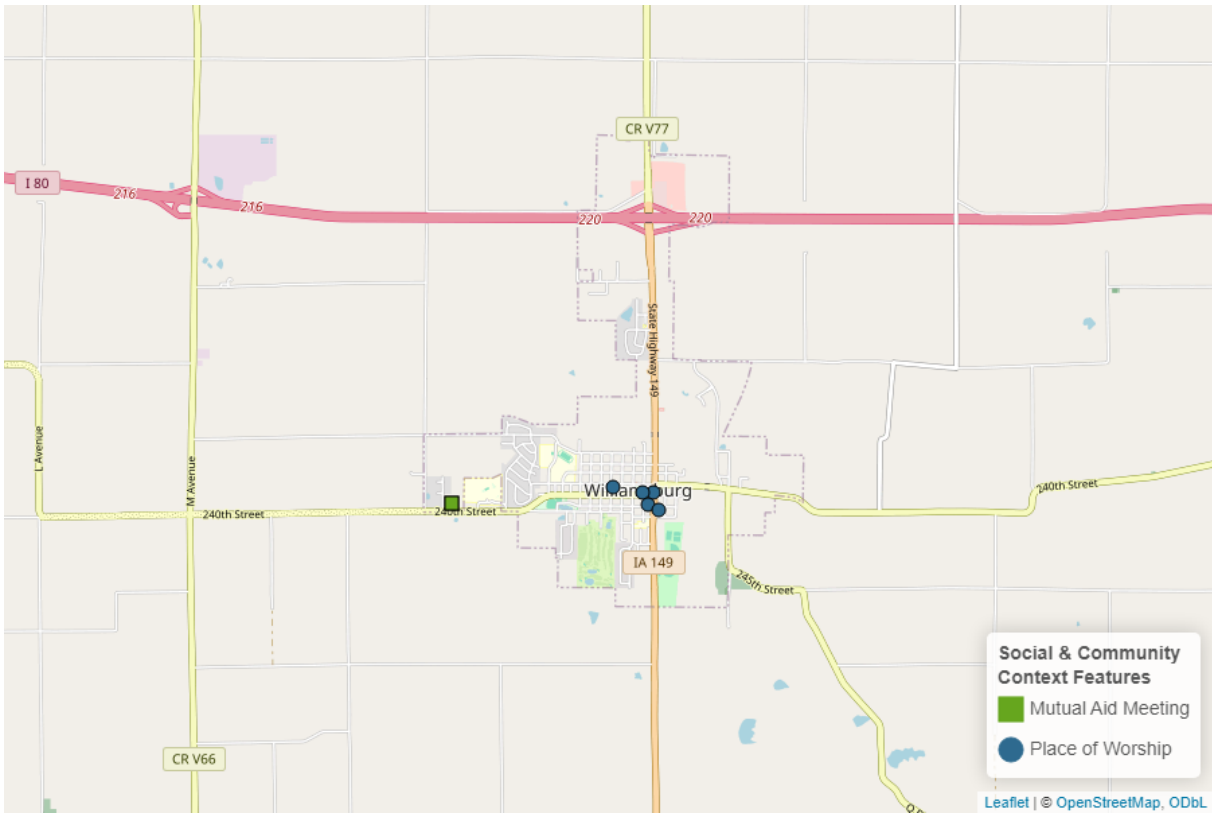 CR V77
I 80
216
216
220
220
State Highway 149
L Avenue
M Avenue
Williamsburg
240th Street
240th Street
240th Street
IA 149
245th Street
Social & Community
Context Features
Mutual Aid Meeting
Place of Worship
CR V66
Leaflet | © OpenStreetMap, ODbL